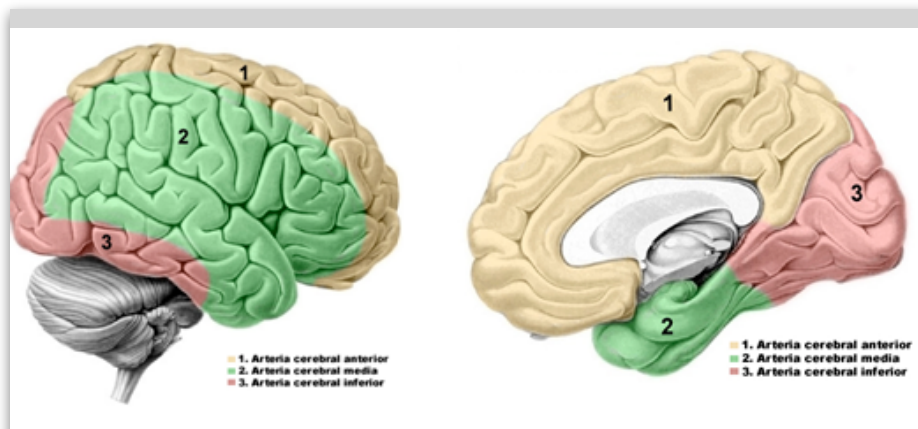 1
2
3
1. Arteria cerebral anterior
2. Arteria cerebral media
3. Arteria cerebral inferior
1
3
2
1. Arteria cerebral anterior
2. Arteria cerebral media
3. Arteria cerebral inferior